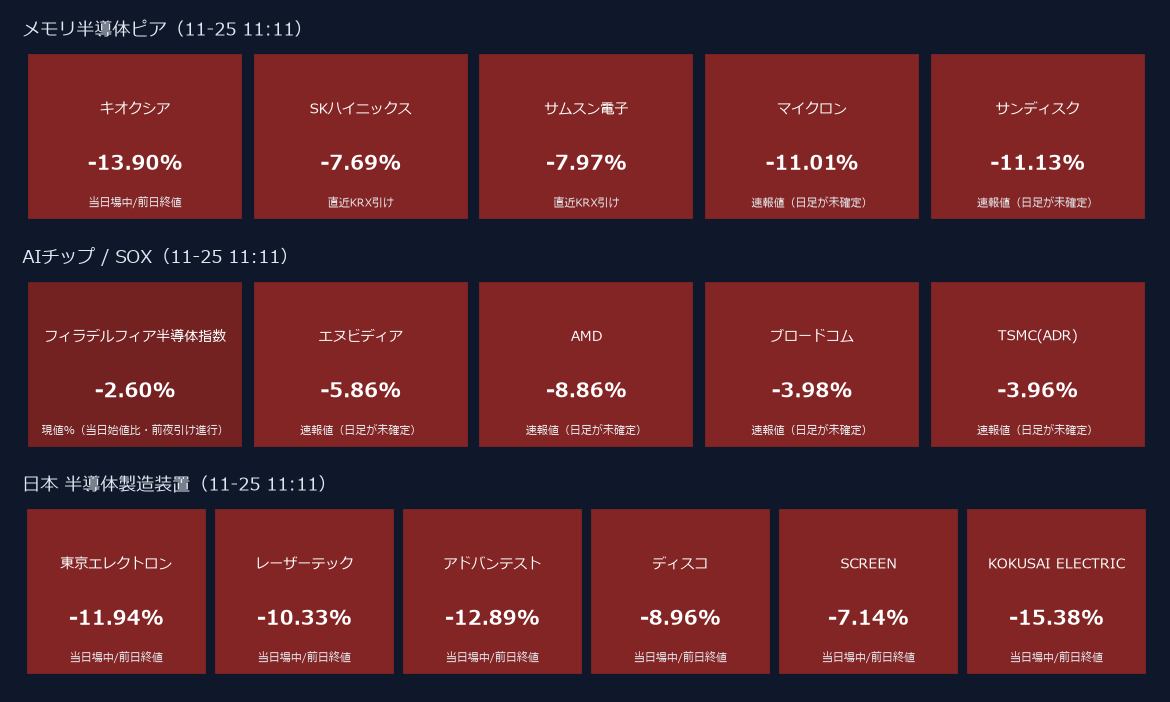 メモリ半導体ピア（11-25 11:11）
キオクシア
-13.90%
当日場中/前日終値
SKハイニックス
-7.69%
直近KRX引け
サムスン電子
-7.97%
直近KRX引け
マイクロン
-11.01%
速報値（日足が未確定）
サンディスク
-11.13%
速報値（日足が未確定）
AIチップ / SOX（11-25 11:11）
フィラデルフィア半導体指数
-2.60%
現値%（当日始値比・前夜引け進行）
エヌビディア
-5.86%
速報値（日足が未確定）
AMD
-8.86%
速報値（日足が未確定）
ブロードコム
-3.98%
速報値（日足が未確定）
TSMC(ADR)
-3.96%
速報値（日足が未確定）
日本 半導体製造装置（11-25 11:11）
東京エレクトロン
-11.94%
当日場中/前日終値
レーザーテック
-10.33%
当日場中/前日終値
アドバンテスト
-12.89%
当日場中/前日終値
ディスコ
-8.96%
当日場中/前日終値
SCREEN
-7.14%
当日場中/前日終値
KOKUSAI ELECTRIC
-15.38%
当日場中/前日終値